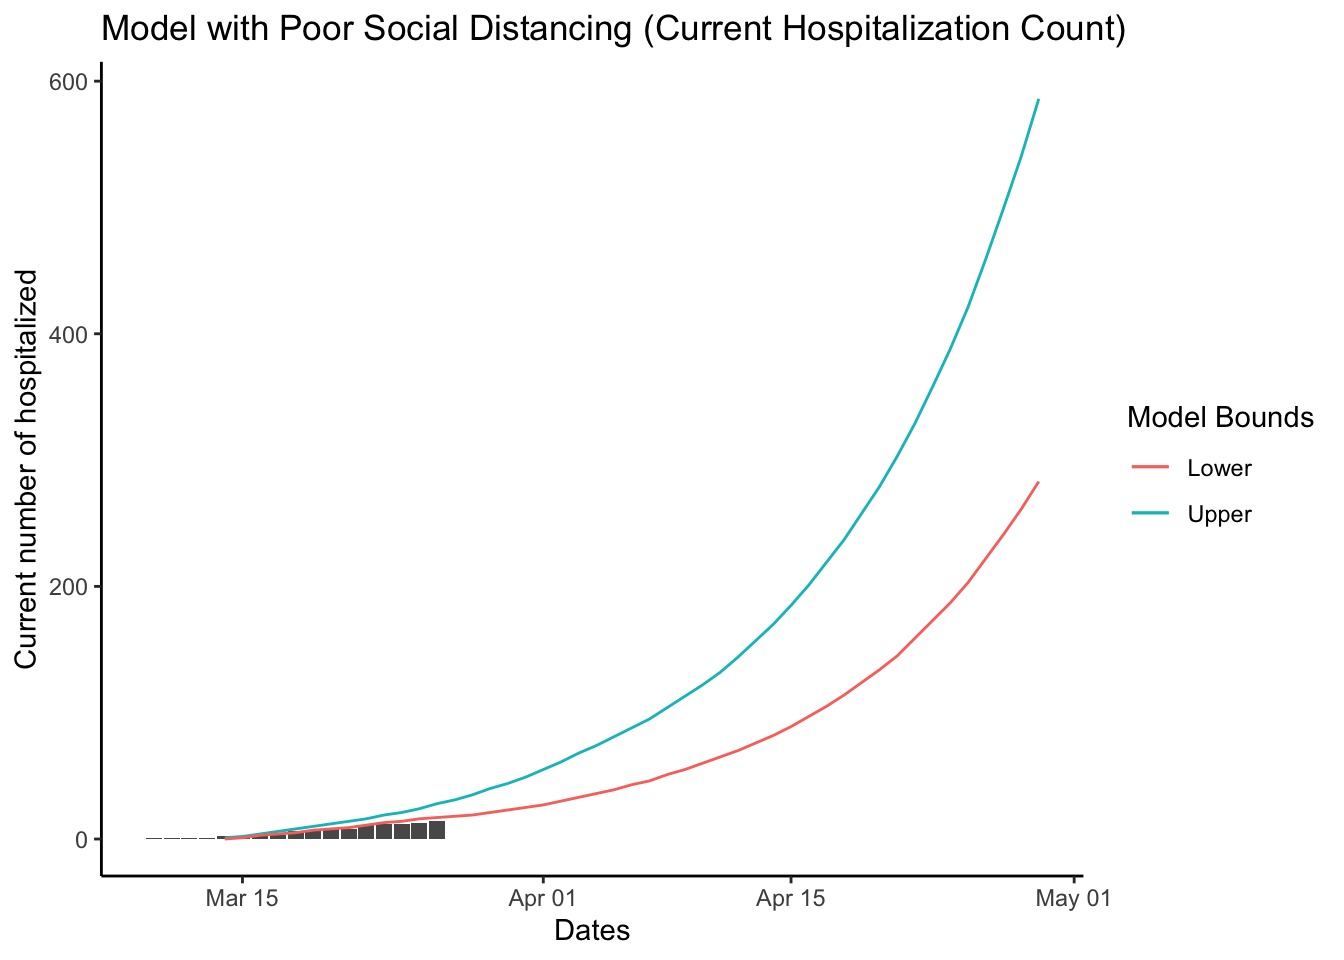 Model with Poor Social Distancing (Current Hospitalization Count)
Current number of hospitalized
600
400
200
0
Mar 15
Apr 01
Apr 15
May 01
Dates
Model Bounds
Lower
Upper